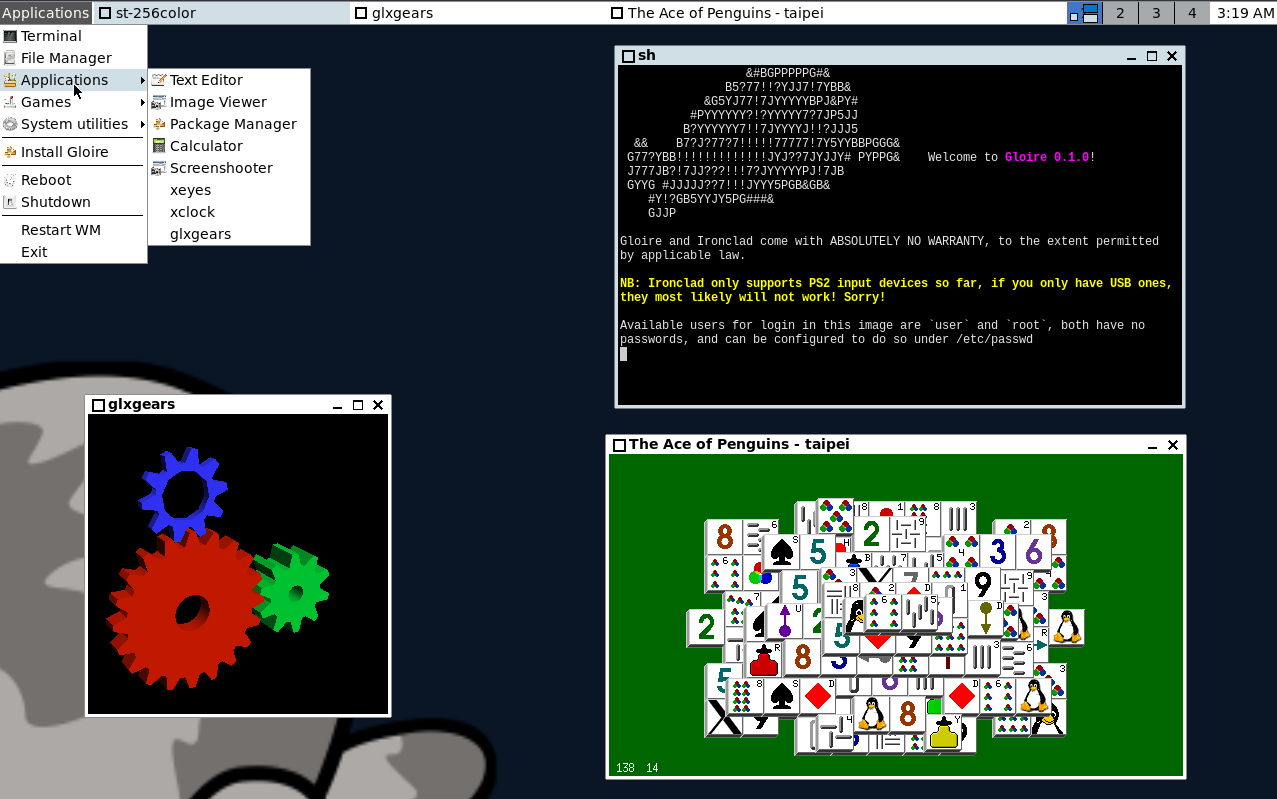 Applications
st-256color
glxgears
The Ace of Penguins - taipei
2
3
4
3:19 AM
Terminal
File Manager
Applications
Games
System utilities
Install Gloire
Reboot
Shutdown
Restart WM
Exit
Text Editor
Image Viewer
Package Manager
Calculator
Screenshooter
xeyes
xclock
glxgears
sh
&#BGPPPPPG#&
B5?77!!?YJJ7!7YBB&
&G5YJ77!7JYYYYYBPJ&PY#
#PYYYYYY?!?YYYYY7?7JP5JJ
B?YYYYYY7!!7JYYYYJ!!?JJJ5
&&    B7?J?77?7!!!!!77777!7Y5YYBBPGGG&
G77?YBB!!!!!!!!!!!!!JYJ??7JYJJY# PYPPG&    Welcome to Gloire 0.1.0!
J777JB?!7JJ???!!!7?JYYYYYPJ!7JB
GYYG #JJJJJ??7!!!JYYY5PGB&GB&
#Y!?GB5YYJY5PG###&
GJJP
Gloire and Ironclad come with ABSOLUTELY NO WARRANTY, to the extent permitted
by applicable law.
NB: Ironclad only supports PS2 input devices so far, if you only have USB ones,
they most likely will not work! Sorry!
Available users for login in this image are `user` and `root`, both have no
passwords, and can be configured to do so under /etc/passwd
glxgears
The Ace of Penguins - taipei
138 14